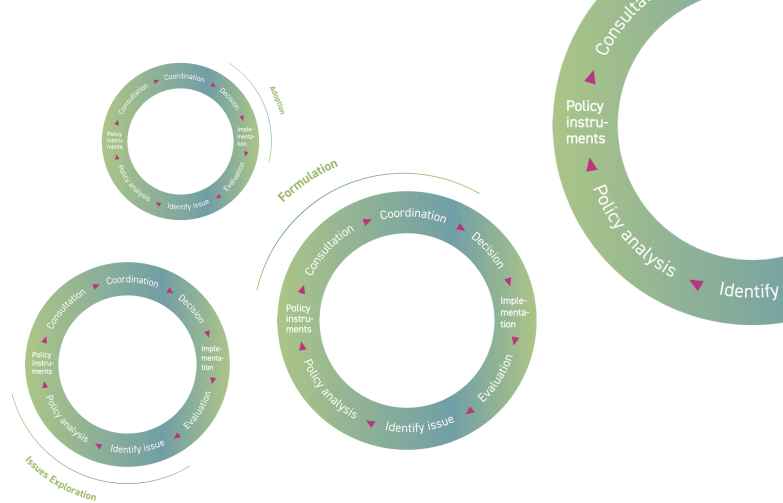 Coordination
Decision
Imple-
menta-
tion
Evaluation
Identify issue
Policy analysis
Policy
instru-
ments
Consultation
Adoption
Coordination
Decision
Imple-
menta-
tion
Evaluation
Identify issue
Policy analysis
Policy
instru-
ments
Consultation
Issues Exploration
Formulation
Coordination
Decision
Imple-
menta-
tion
Evaluation
Identify issue
Policy analysis
Policy
instru-
ments
Consultation
Consulta
Policy
instru-
ments
Policy analysis
Identify